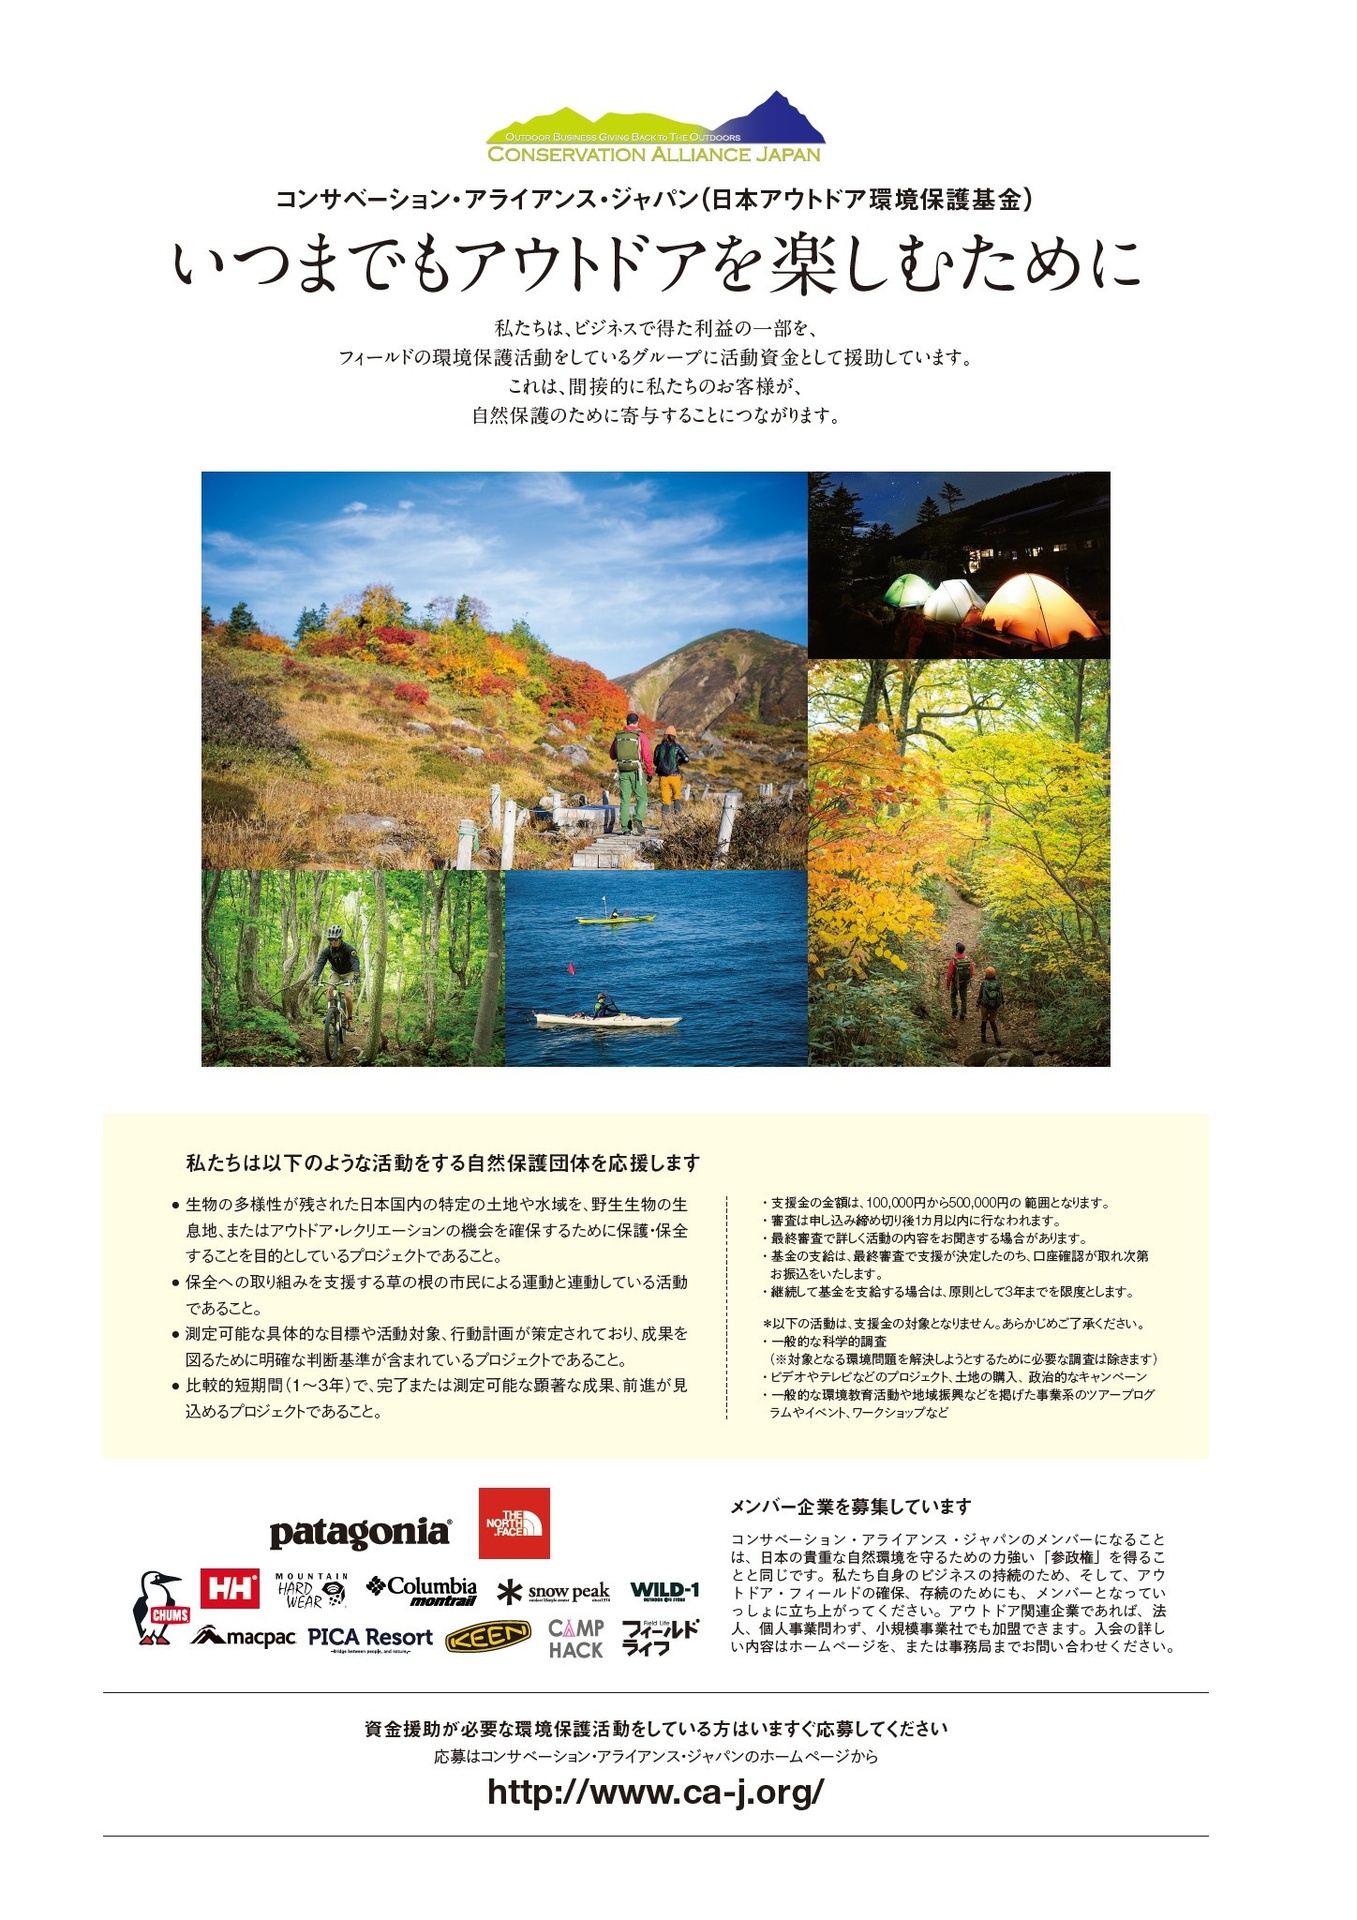 OUTDOOR BUSINESS GIVING BACK TO THE OUTDOORS
CONSERVATION ALLIANCE JAPAN
コンサベーション・アライアンス・ジャパン(日本アウトドア環境保護基金)
いつまでもアウトドアを楽しむために
私たちは、ビジネスで得た利益の一部を、
フィールドの環境保護活動をしているグループに活動資金として援助しています。
これは、間接的に私たちのお客様が、
自然保護のために寄与することにつながります。
私たちは以下のような活動をする自然保護団体を応援します
● 生物の多様性が残された日本国内の特定の土地や水域を、野生生物の生
息地、またはアウトドア・レクリエーションの機会を確保するために保護・保全
することを目的としているプロジェクトであること。
● 保全への取り組みを支援する草の根の市民による運動と連動している活動
であること。
● 測定可能な具体的な目標や活動対象、行動計画が策定されており、成果を
図るために明確な判断基準が含まれているプロジェクトであること。
● 比較的短期間(1〜3年)で、完了または測定可能な顕著な成果、前進が見
込めるプロジェクトであること。
・支援金の金額は、100,000円から500,000円の 範囲となります。
・審査は申し込み締め切り後1カ月以内に行なわれます。
・最終審査で詳しく活動の内容をお聞きする場合があります。
・基金の支給は、最終審査で支援が決定したのち、口座確認が取れ次第
お振込をいたします。
・継続して基金を支給する場合は、原則として3年までを限度とします。
＊以下の活動は、支援金の対象となりません。あらかじめご了承ください。
・一般的な科学的調査
(※対象となる環境問題を解決しようとするために必要な調査は除きます)
・ビデオやテレビなどのプロジェクト、土地の購入、政治的なキャンペーン
・一般的な環境教育活動や地域振興などを掲げた事業系のツアープログ
ラムやイベント、ワークショップなど
patagonia®
THE
NORTH
FACE
CHUMS
HH®
MOUNTAIN
HARD
WEAR
Columbia
montrail
snow peak
outdoor lifestyle creator since1958
WILD-1
OUTDOOR LIFE STORE
macpac
PICA Resort
~Bridge between people, and nature~
KEEN
CAMP
HACK
Field Life
フィールド
ライフ
メンバー企業を募集しています
コンサベーション・アライアンス・ジャパンのメンバーになること
は、日本の貴重な自然環境を守るための力強い「参政権」を得るこ
とと同じです。私たち自身のビジネスの持続のため、そして、アウ
トドア・フィールドの確保、存続のためにも、メンバーとなってい
っしょに立ち上がってください。アウトドア関連企業であれば、法
人、個人事業問わず、小規模事業社でも加盟できます。入会の詳し
い内容はホームページを、または事務局までお問い合わせください。
資金援助が必要な環境保護活動をしている方はいますぐ応募してください
応募はコンサベーション・アライアンス・ジャパンのホームページから
http://www.ca-j.org/